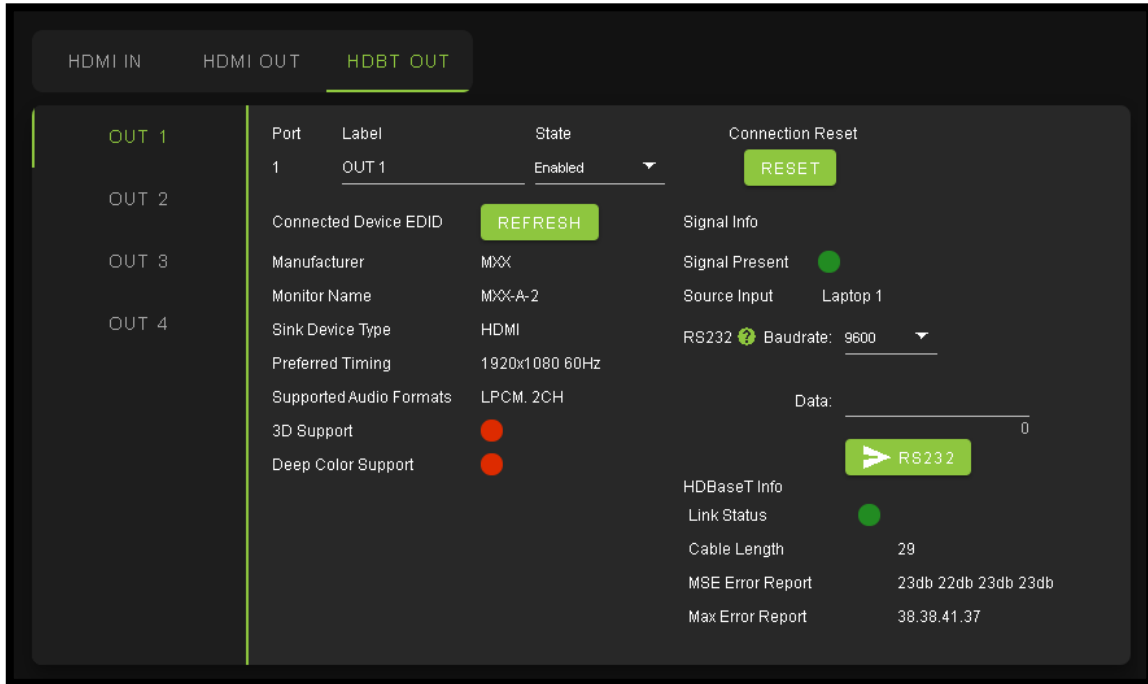 HDMI IN HDMI OUT HDBT OUT
OUT 1
OUT 2
OUT 3
OUT 4
Port Label State Connection Reset
1 OUT 1 Enabled RESET
Connected Device EDID REFRESH
Manufacturer MXX
Monitor Name MXX-A-2
Sink Device Type HDMI
Preferred Timing 1920x1080 60Hz
Supported Audio Formats LPCM. 2CH
3D Support
Deep Color Support
Signal Info
Signal Present
Source Input Laptop 1
RS232 ? Baudrate: 9600
Data:
0
RS232
HDBaseT Info
Link Status
Cable Length 29
MSE Error Report 23db 22db 23db 23db
Max Error Report 38.38.41.37